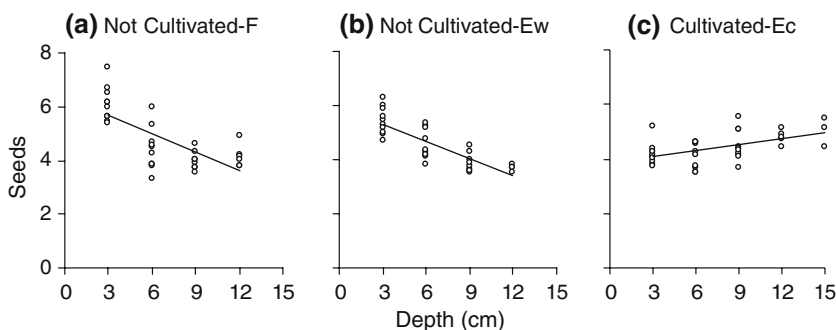 (a) Not Cultivated-F
(b) Not Cultivated-Ew
(c) Cultivated-Ec
Seeds
8
6
4
2
0
0 3 6 9 12 15
0 3 6 9 12 15
0 3 6 9 12 15
Depth (cm)